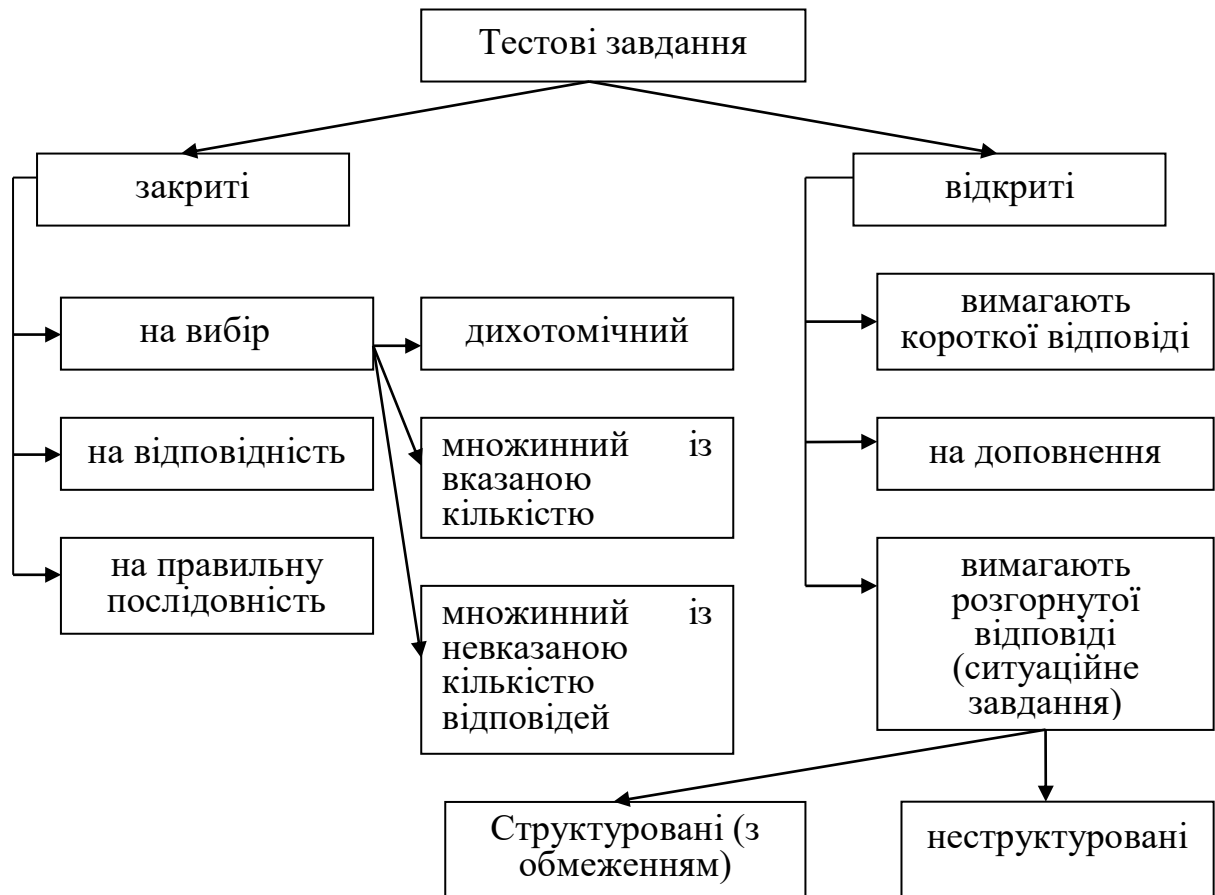 Тестові завдання
закриті
відкриті
на вибір
дихотомічний
вимагають
короткої відповіді
на відповідність
множинний із
вказаною
кількістю
на доповнення
на правильну
послідовність
множинний із
невказаною
кількістю
відповідей
вимагають
розгорнутої
відповіді
(ситуаційне
завдання)
Структуровані (з
обмеженням)
неструктуровані